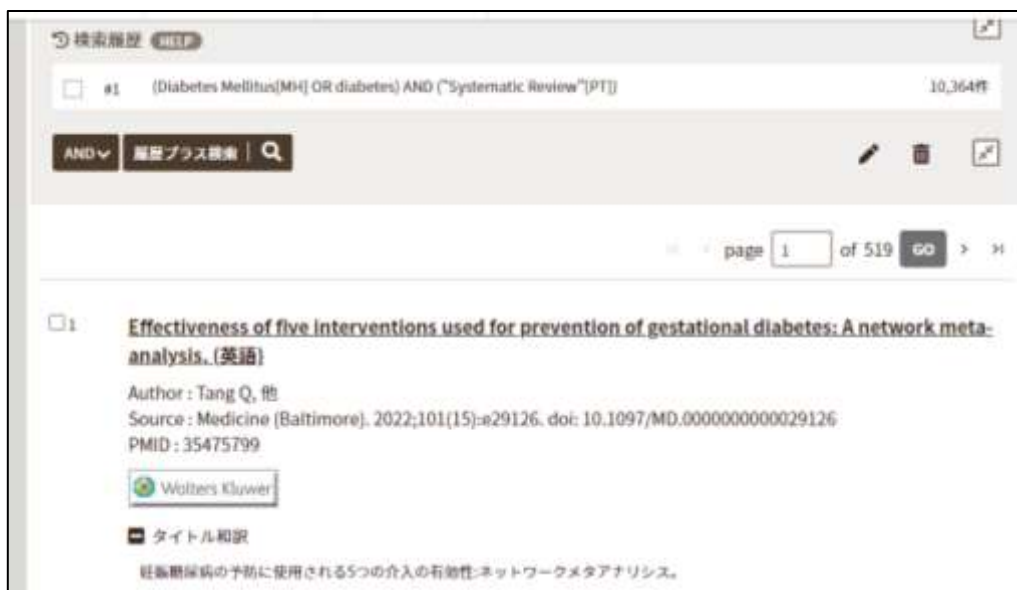 検索履歴 HELP
#1 (Diabetes Mellitus[MH] OR diabetes) AND ("Systematic Review"[PT]) 10,364件
AND 履歴プラス検索
page 1 of 519 GO
1 Effectiveness of five interventions used for prevention of gestational diabetes: A network meta-
analysis. (英語)
Author : Tang Q, 他
Source : Medicine (Baltimore). 2022;101(15):e29126. doi: 10.1097/MD.0000000000029126
PMID : 35475799
Wolters Kluwer
タイトル和訳
妊娠糖尿病の予防に使用される5つの介入の有効性:ネットワークメタアナリシス。